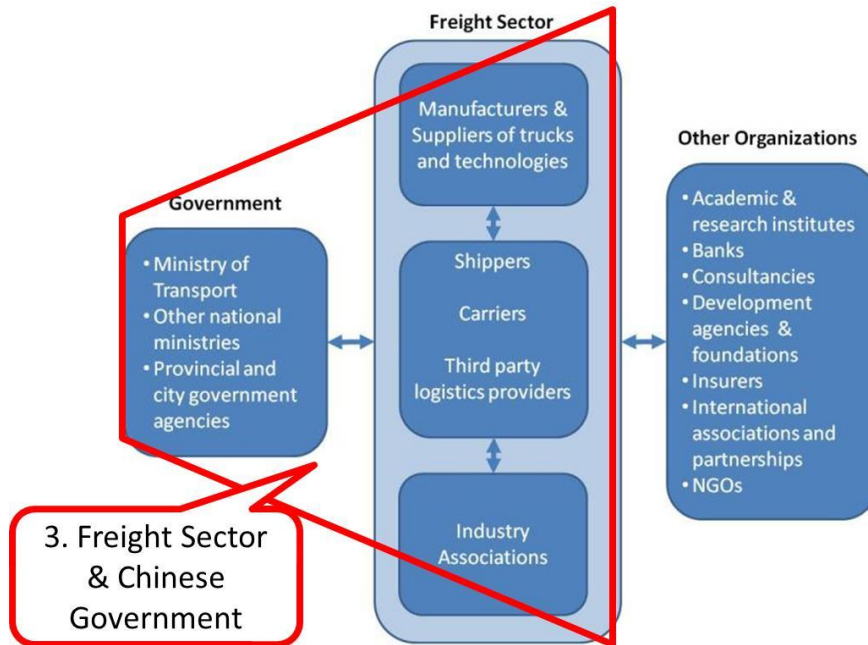 Freight Sector
Manufacturers &
Suppliers of trucks
and technologies
Government
• Ministry of
Transport
• Other national
ministries
• Provincial and
city government
agencies
Shippers
Carriers
Third party
logistics providers
Industry
Associations
Other Organizations
• Academic &
research institutes
• Banks
• Consultancies
• Development
agencies &
foundations
• Insurers
• International
associations and
partnerships
• NGOs
3. Freight Sector
& Chinese
Government